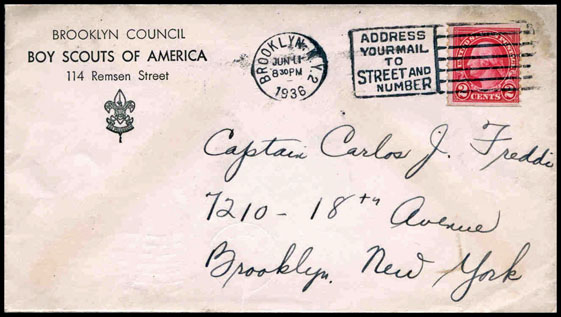 BROOKLYN COUNCIL
BOY SCOUTS OF AMERICA
114 Remsen Street
BROOKLYN, N.Y. 2
JUN 11
8 30 PM
1936
ADDRESS
YOUR MAIL
TO
STREET AND
NUMBER
2 CENTS 2
Captain Carlos J. Freddi
7210 - 18th Avenue
Brooklyn, New York